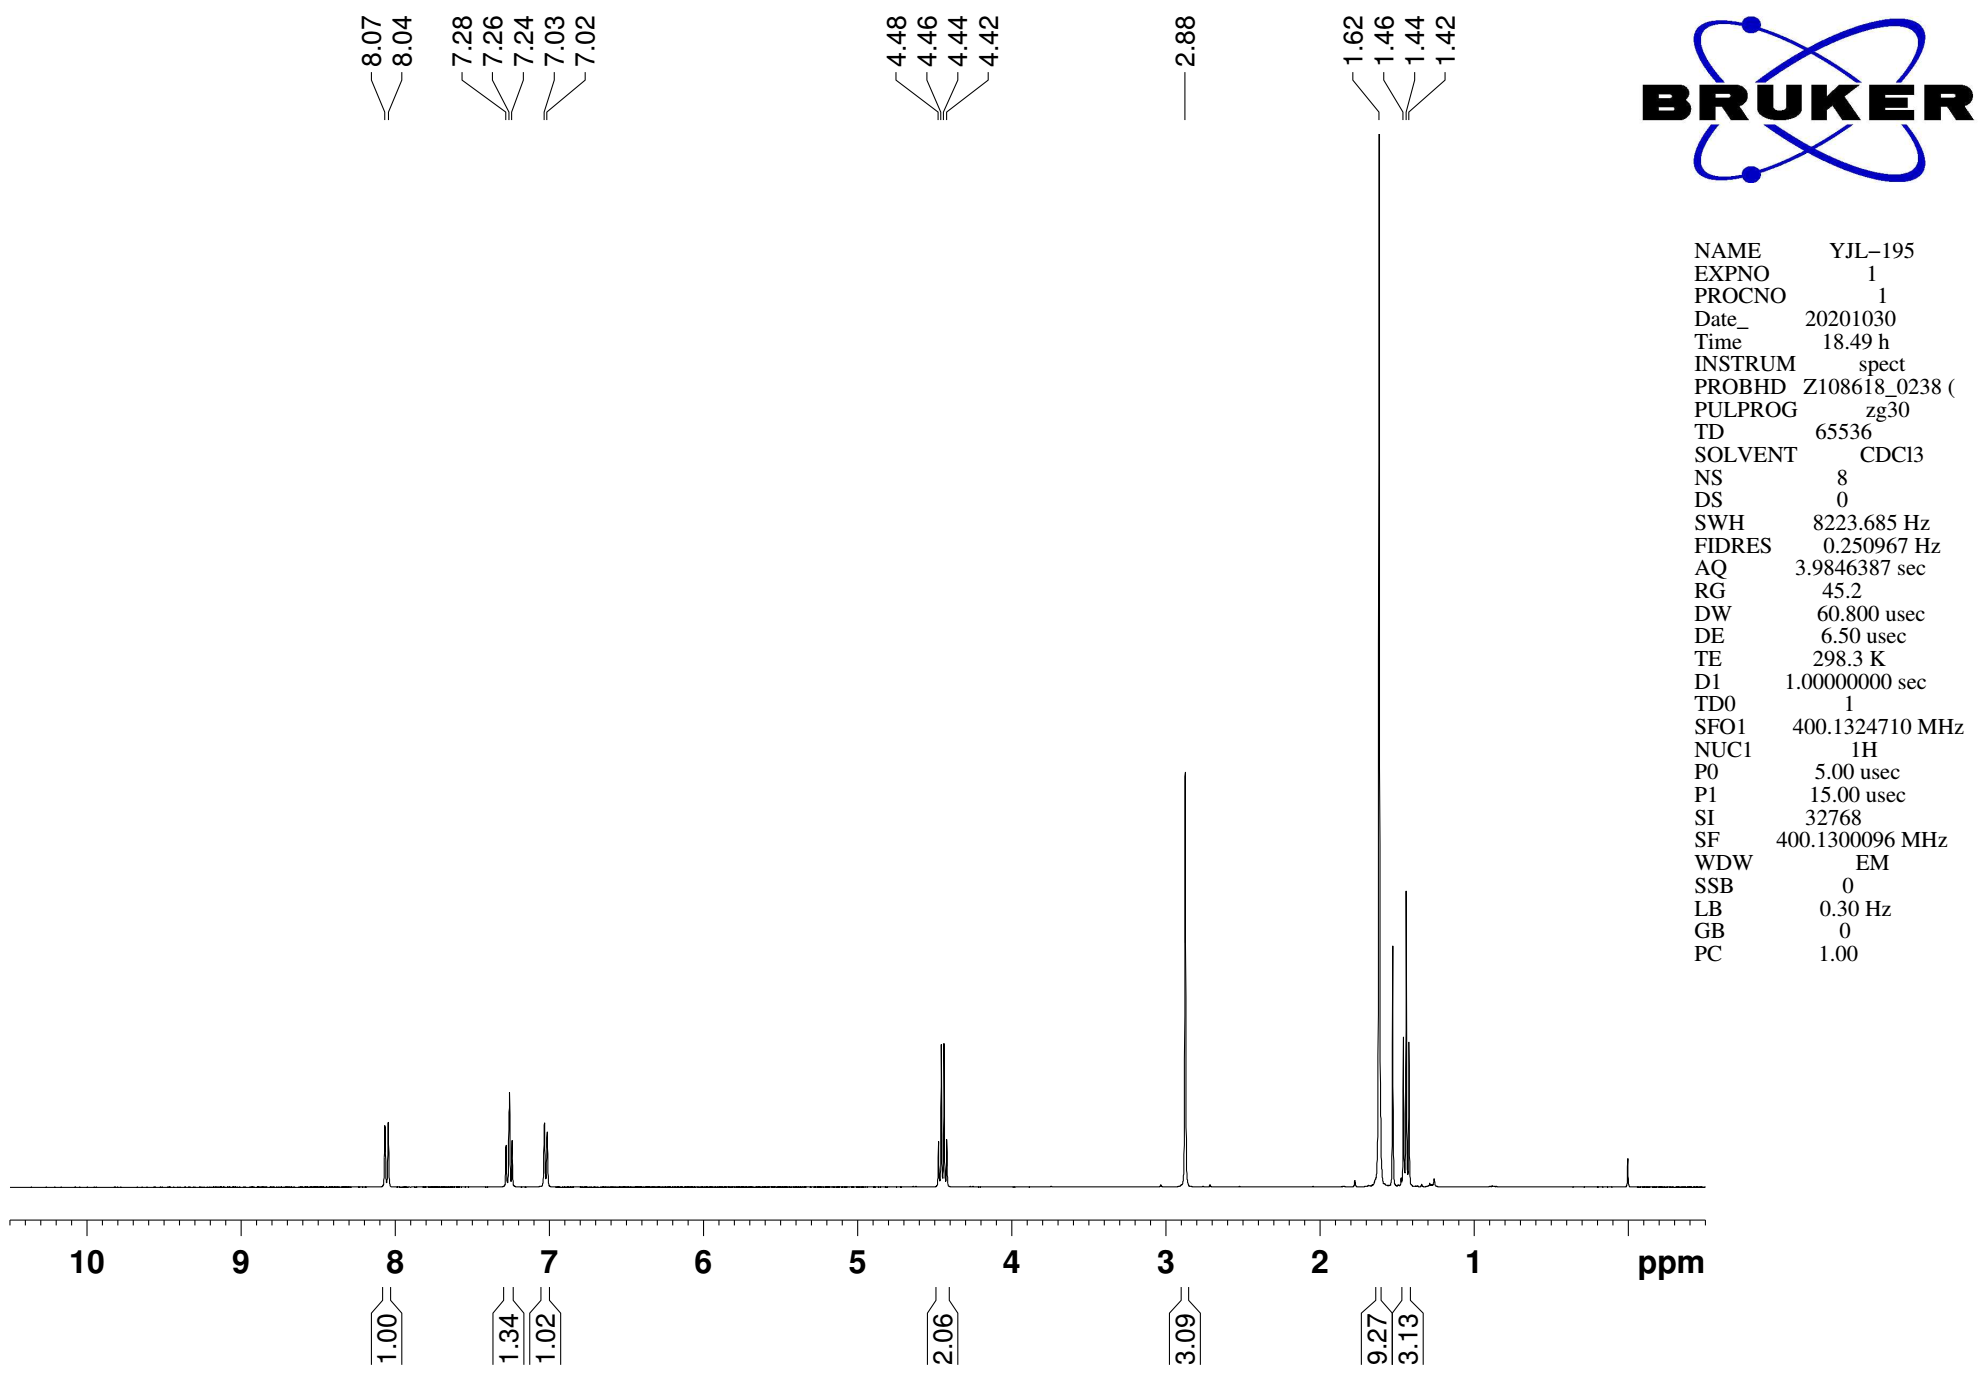 8.07
8.04
7.28
7.26
7.24
7.03
7.02
4.48
4.46
4.44
4.42
2.88
1.62
1.46
1.44
1.42
BRUKER
NAME YJL-195
EXPNO 1
PROCNO 1
Date_ 20201030
Time 18.49 h
INSTRUM spect
PROBHD Z108618_0238 (
PULPROG zg30
TD 65536
SOLVENT CDCl3
NS 8
DS 0
SWH 8223.685 Hz
FIDRES 0.250967 Hz
AQ 3.9846387 sec
RG 45.2
DW 60.800 usec
DE 6.50 usec
TE 298.3 K
D1 1.00000000 sec
TD0 1
SFO1 400.1324710 MHz
NUC1 1H
P0 5.00 usec
P1 15.00 usec
SI 32768
SF 400.1300096 MHz
WDW EM
SSB 0
LB 0.30 Hz
GB 0
PC 1.00
10 9 8 7 6 5 4 3 2 1 ppm
1.00
1.34
1.02
2.06
3.09
9.27
3.13